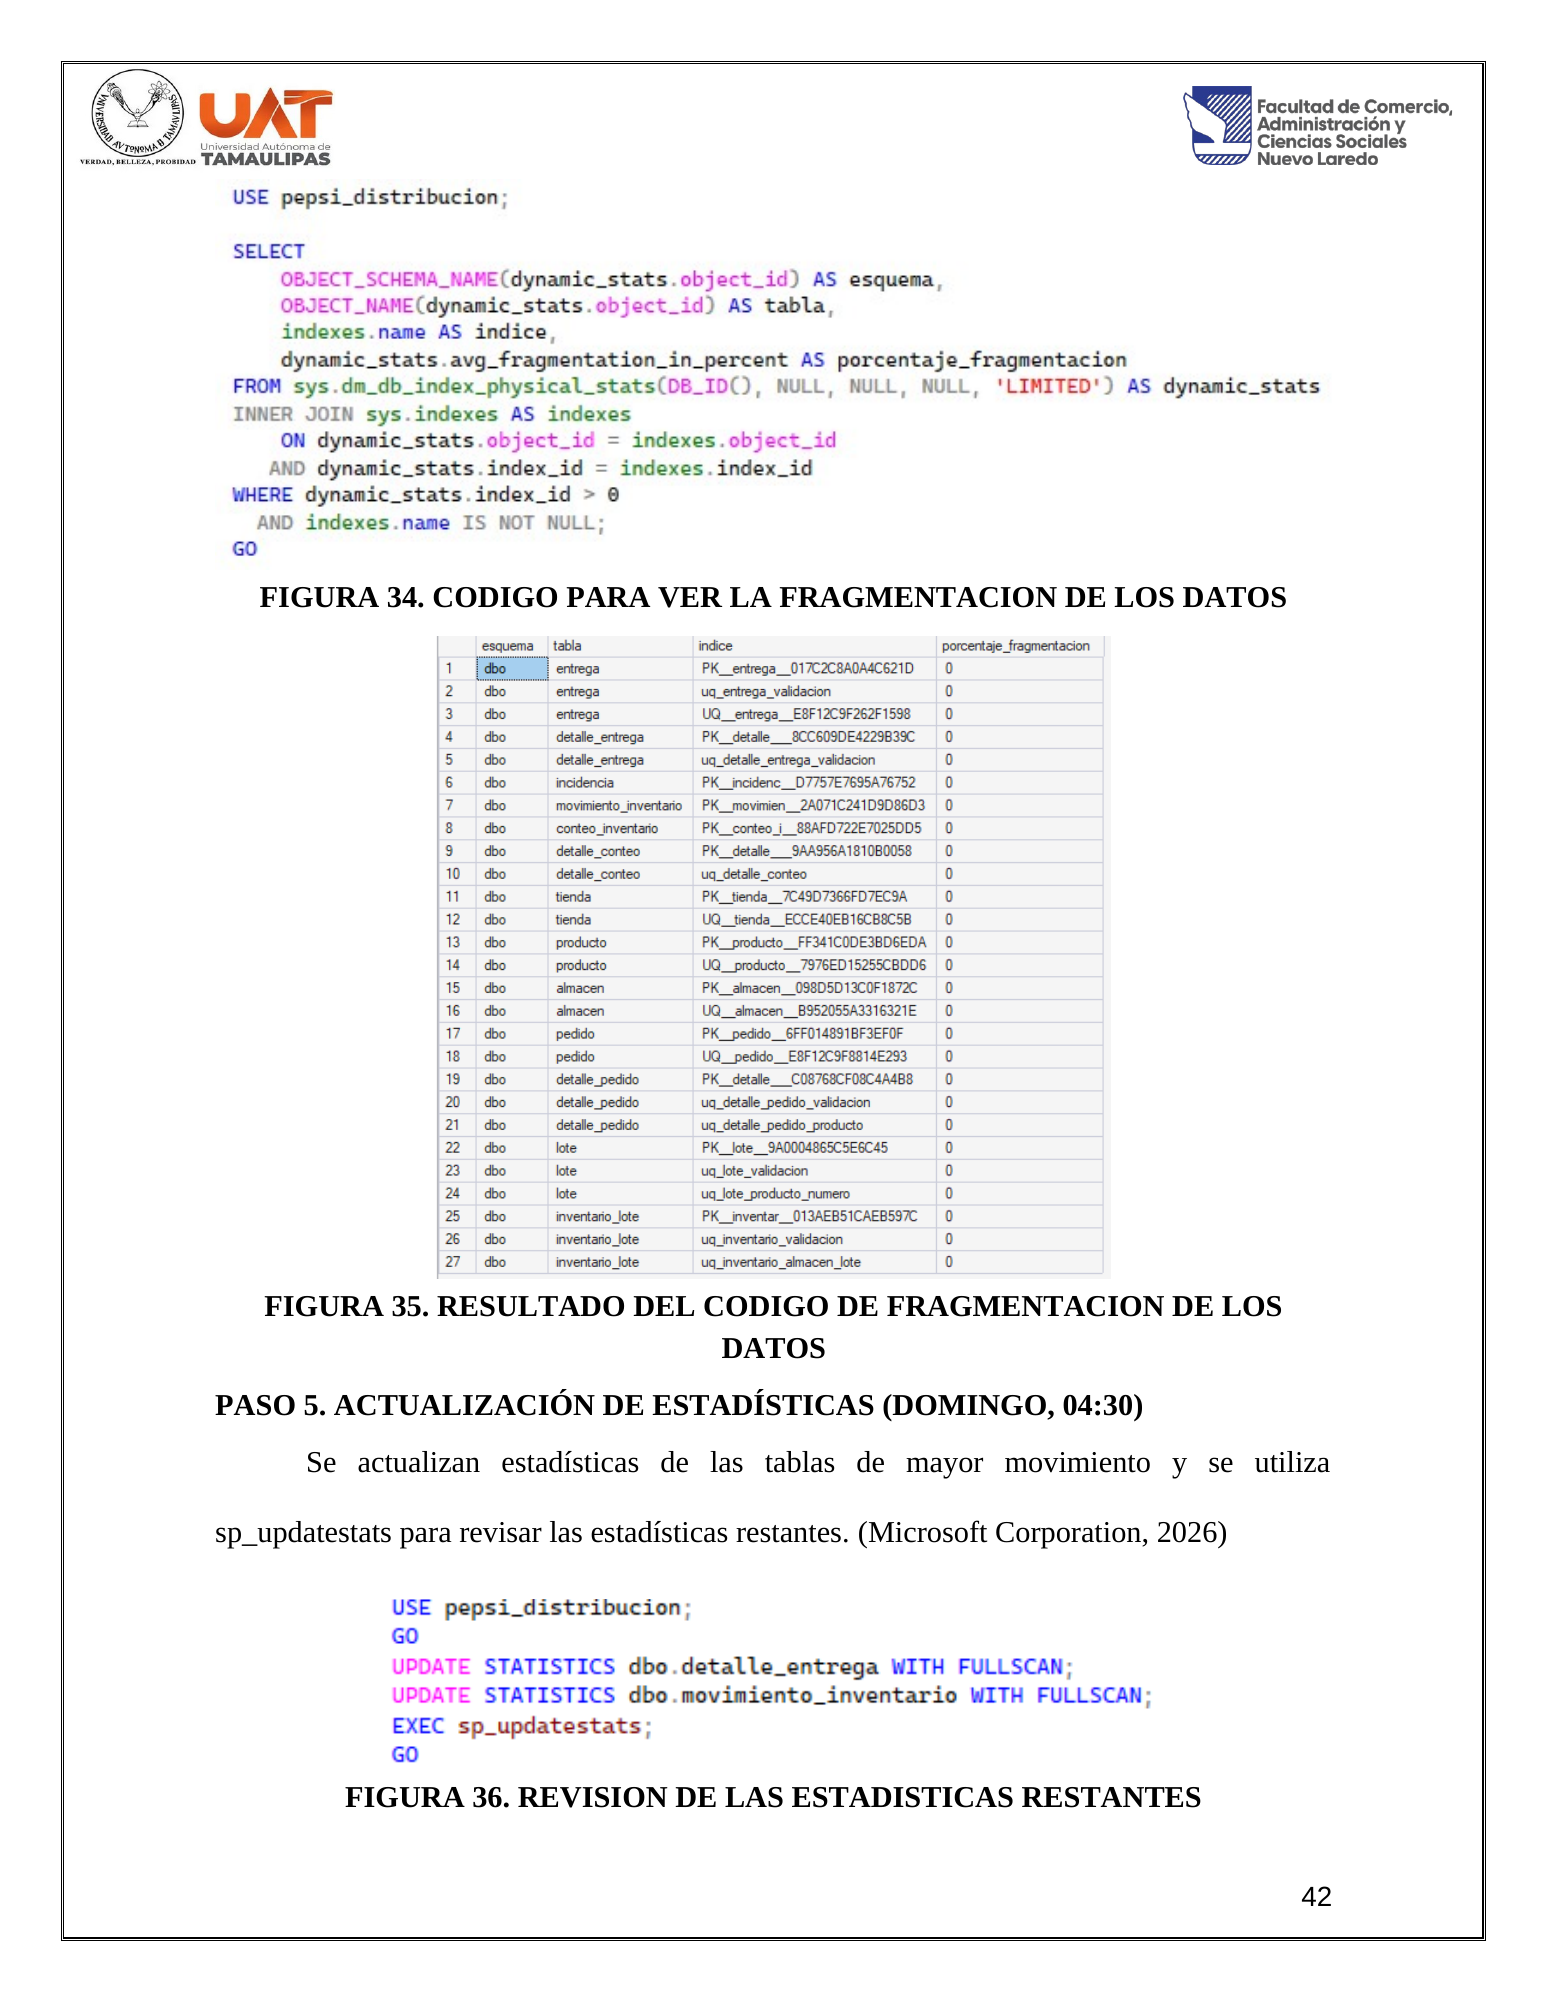 UNIVERSIDAD AVTONOMA D TAMAVLIPAS
VERDAD, BELLEZA, PROBIDAD
UAT
Universidad Autónoma de
TAMAULIPAS
Facultad de Comercio,
Administración y
Ciencias Sociales
Nuevo Laredo
USE pepsi_distribucion;
SELECT
OBJECT_SCHEMA_NAME(dynamic_stats.object_id) AS esquema,
OBJECT_NAME(dynamic_stats.object_id) AS tabla,
indexes.name AS indice,
dynamic_stats.avg_fragmentation_in_percent AS porcentaje_fragmentacion
FROM sys.dm_db_index_physical_stats(DB_ID(), NULL, NULL, NULL, 'LIMITED') AS dynamic_stats
INNER JOIN sys.indexes AS indexes
ON dynamic_stats.object_id = indexes.object_id
AND dynamic_stats.index_id = indexes.index_id
WHERE dynamic_stats.index_id > 0
AND indexes.name IS NOT NULL;
GO
FIGURA 34. CODIGO PARA VER LA FRAGMENTACION DE LOS DATOS
esquema tabla indice porcentaje_fragmentacion
1 dbo entrega PK__entrega__017C2C8A0A4C621D 0
2 dbo entrega uq_entrega_validacion 0
3 dbo entrega UQ__entrega__E8F12C9F262F1598 0
4 dbo detalle_entrega PK__detalle___8CC609DE4229B39C 0
5 dbo detalle_entrega uq_detalle_entrega_validacion 0
6 dbo incidencia PK__incidenc__D7757E7695A76752 0
7 dbo movimiento_inventario PK__movimien__2A071C241D9D86D3 0
8 dbo conteo_inventario PK__conteo_i__88AFD722E7025DD5 0
9 dbo detalle_conteo PK__detalle___9AA956A1810B0058 0
10 dbo detalle_conteo uq_detalle_conteo 0
11 dbo tienda PK__tienda__7C49D7366FD7EC9A 0
12 dbo tienda UQ__tienda__ECCE40EB16CB8C5B 0
13 dbo producto PK__producto__FF341C0DE3BD6EDA 0
14 dbo producto UQ__producto__7976ED15255CBDD6 0
15 dbo almacen PK__almacen__098D5D13C0F1872C 0
16 dbo almacen UQ__almacen__B952055A3316321E 0
17 dbo pedido PK__pedido__6FF014891BF3EF0F 0
18 dbo pedido UQ__pedido__E8F12C9F8814E293 0
19 dbo detalle_pedido PK__detalle___C08768CF08C4A4B8 0
20 dbo detalle_pedido uq_detalle_pedido_validacion 0
21 dbo detalle_pedido uq_detalle_pedido_producto 0
22 dbo lote PK__lote__9A0004865C5E6C45 0
23 dbo lote uq_lote_validacion 0
24 dbo lote uq_lote_producto_numero 0
25 dbo inventario_lote PK__inventar__013AEB51CAEB597C 0
26 dbo inventario_lote uq_inventario_validacion 0
27 dbo inventario_lote uq_inventario_almacen_lote 0
FIGURA 35. RESULTADO DEL CODIGO DE FRAGMENTACION DE LOS
DATOS
PASO 5. ACTUALIZACIÓN DE ESTADÍSTICAS (DOMINGO, 04:30)
Se actualizan estadísticas de las tablas de mayor movimiento y se utiliza
sp_updatestats para revisar las estadísticas restantes. (Microsoft Corporation, 2026)
USE pepsi_distribucion;
GO
UPDATE STATISTICS dbo.detalle_entrega WITH FULLSCAN;
UPDATE STATISTICS dbo.movimiento_inventario WITH FULLSCAN;
EXEC sp_updatestats;
GO
FIGURA 36. REVISION DE LAS ESTADISTICAS RESTANTES
42